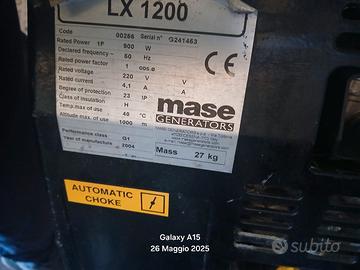 LX 1200
Code 00256 Serial n° G241463
Rated Power 1F 900 W
Declared frequency 50 Hz
Rated power factor 1 cos ø
Rated voltage 220 V
Rated current 4,1 A
Degree of protection 23 IP
Class of insulation H
Temp.max of use 40 °C
Altitude max. of use 1000 m
Performance class G1
Year of manufacture 2004
CE
mase
GENERATORS
Mass 27 kg
AUTOMATIC
CHOKE
Galaxy A15
26 Maggio 2025
subito